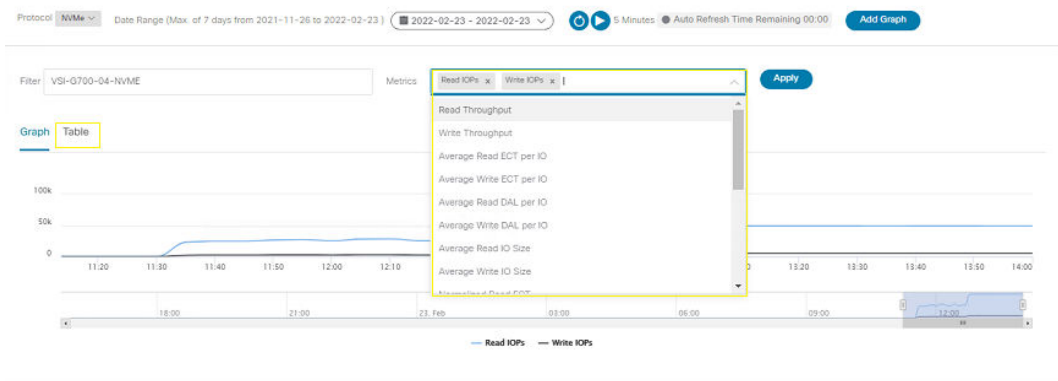 Protocol NVMe Date Range (Max. of 7 days from 2021-11-26 to 2022-02-23 ) 2022-02-23 - 2022-02-23 5 Minutes Auto Refresh Time Remaining 00:00 Add Graph
Filter VSI-G700-04-NVME Metrics Read IOPs x Write IOPs x Apply
Read Throughput
Graph Table
Write Throughput
Average Read ECT per IO
Average Write ECT per IO
100k
Average Read DAL per IO
50k
Average Write DAL per IO
0
Average Read IO Size
11:20 11:30 11:40 11:50 12:00 12:10 13:20 13:30 13:40 13:50 14:00
Average Write IO Size
Normalized Read ECT
18:00 21:00 23. Feb 03:00 06:00 09:00 12:00
Read IOPs Write IOPs